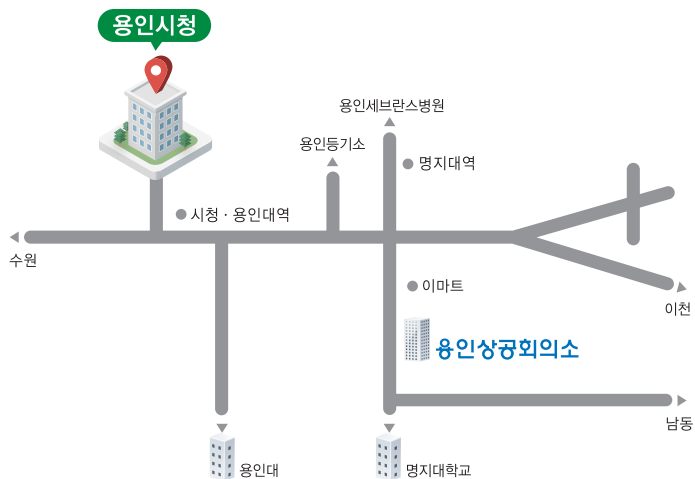 용인시청
용인세브란스병원
용인등기소
명지대역
시청 · 용인대역
수원
이마트
이천
용인상공회의소
남동
용인대
명지대학교